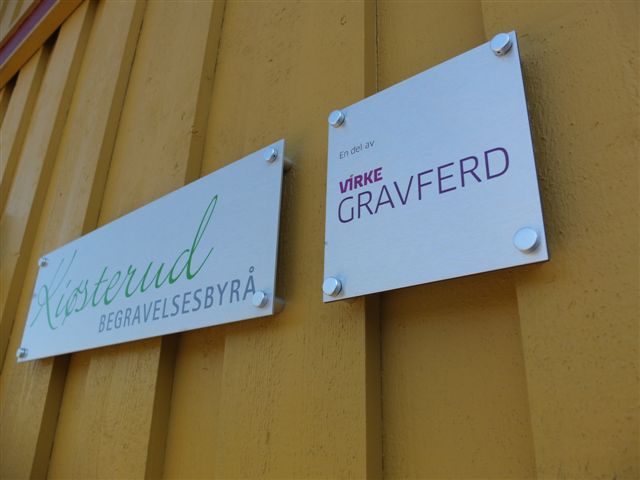 Kjøsterud
BEGRAVELSESBYRÅ
En del av
VIRKE
GRAVFERD